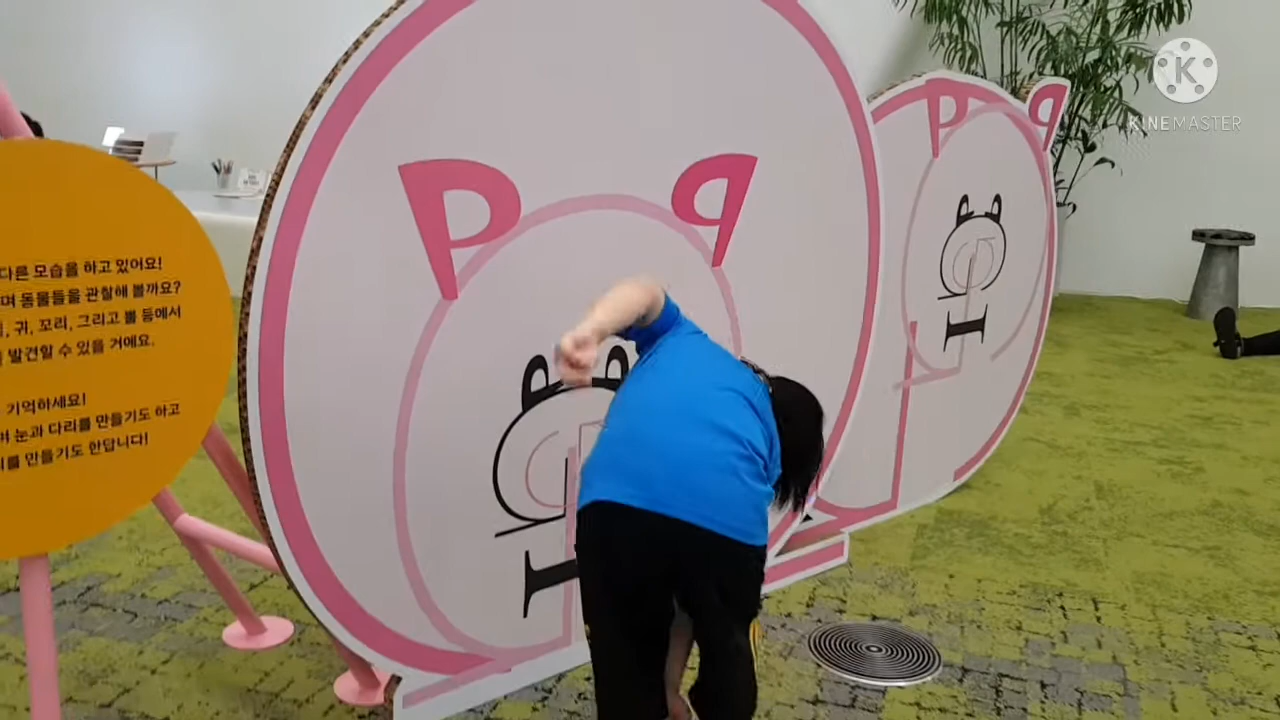 다른 모습을 하고 있어요!
며 동물들을 관찰해 볼까요?
귀, 꼬리, 그리고 뿔 등에서
발견할 수 있을 거예요.
기억하세요!
며 눈과 다리를 만들기도 하고
를 만들기도 한답니다!
K
KINEMASTER